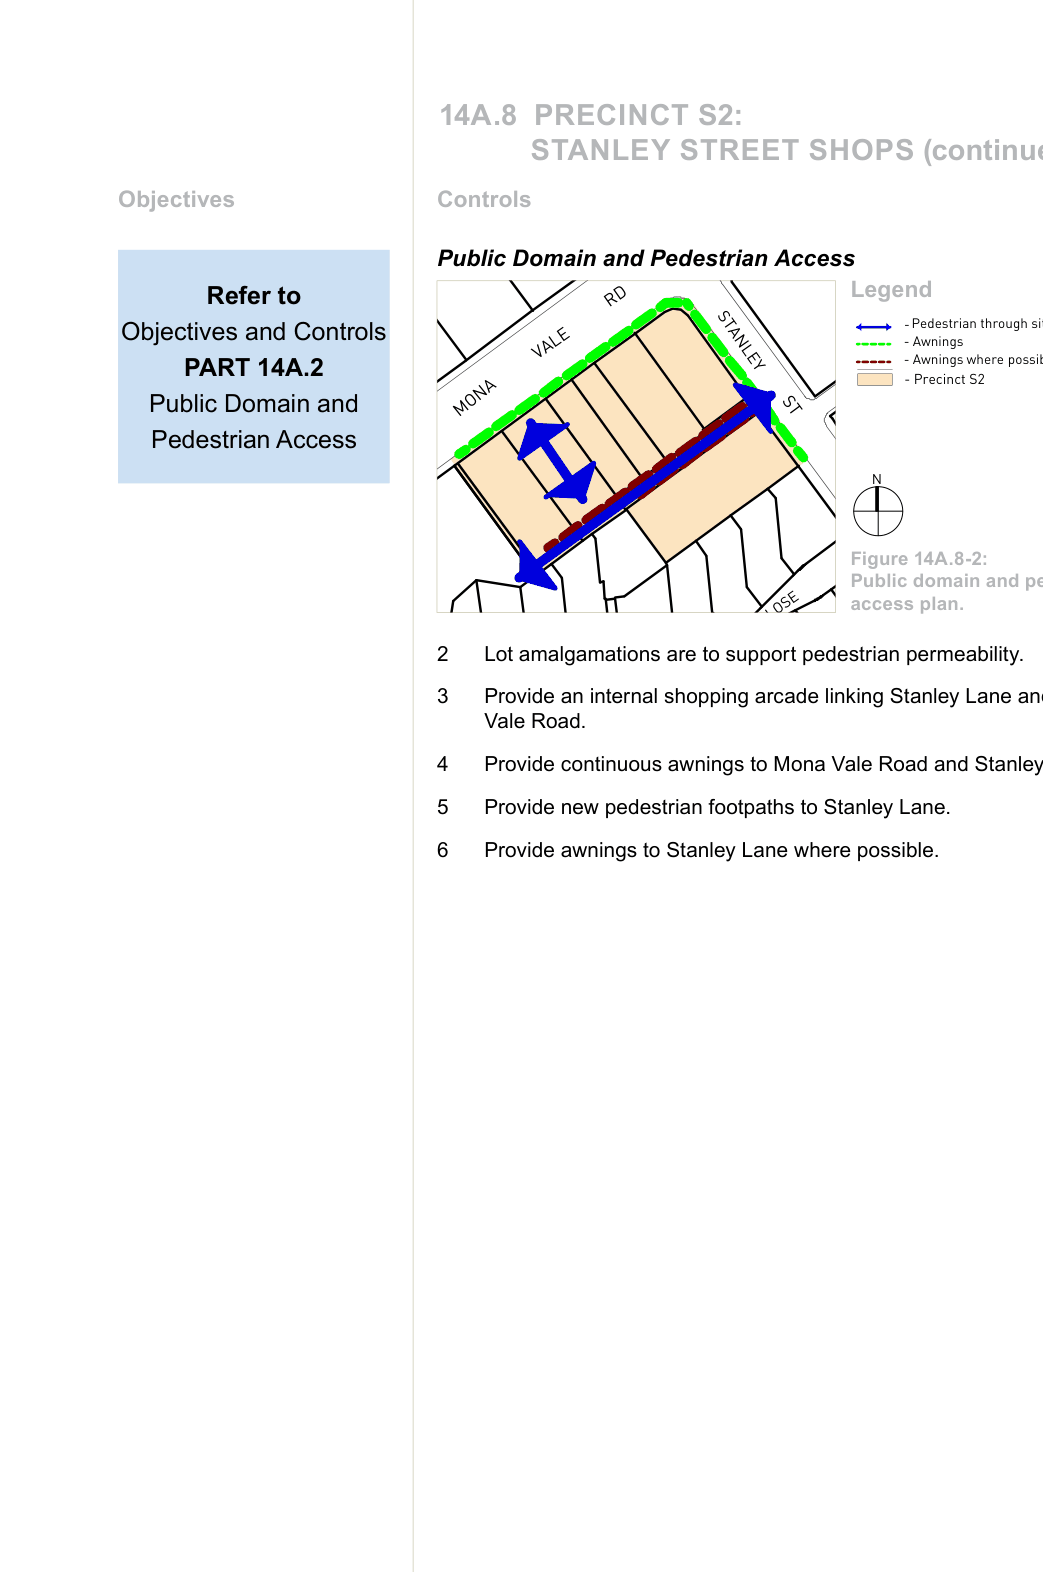 14A.8 PRECINCT S2:
STANLEY STREET SHOPS (continue
Objectives
Controls
Refer to
Objectives and Controls
PART 14A.2
Public Domain and
Pedestrian Access
Public Domain and Pedestrian Access
MONA VALE RD
STANLEY ST
LOSE
Legend
- Pedestrian through si
- Awnings
- Awnings where possib
- Precinct S2
N
Figure 14A.8-2:
Public domain and pe
access plan.
2 Lot amalgamations are to support pedestrian permeability.
3 Provide an internal shopping arcade linking Stanley Lane an
Vale Road.
4 Provide continuous awnings to Mona Vale Road and Stanley
5 Provide new pedestrian footpaths to Stanley Lane.
6 Provide awnings to Stanley Lane where possible.